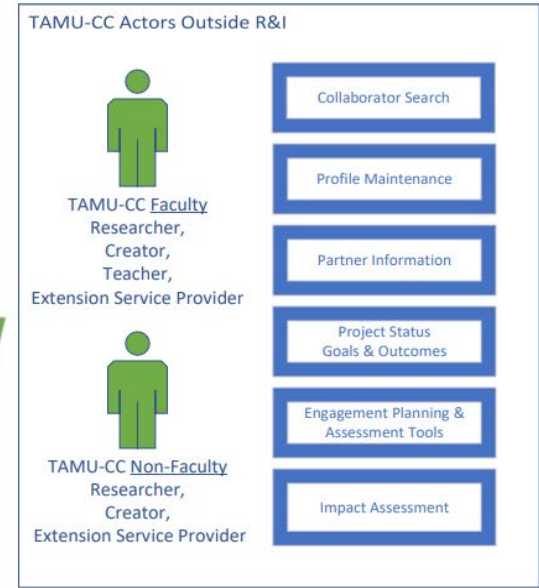 TAMU-CC Actors Outside R&I
TAMU-CC Faculty
Researcher,
Creator,
Teacher,
Extension Service Provider
TAMU-CC Non-Faculty
Researcher,
Creator,
Extension Service Provider
Collaborator Search
Profile Maintenance
Partner Information
Project Status
Goals & Outcomes
Engagement Planning &
Assessment Tools
Impact Assessment